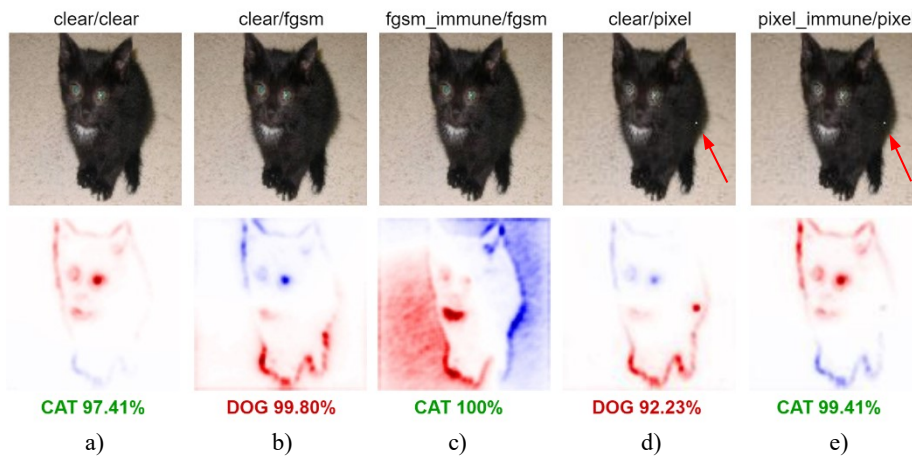 clear/clear clear/fgsm fgsm_immune/fgsm clear/pixel pixel_immune/pixel
CAT 97.41% DOG 99.80% CAT 100% DOG 92.23% CAT 99.41%
a) b) c) d) e)